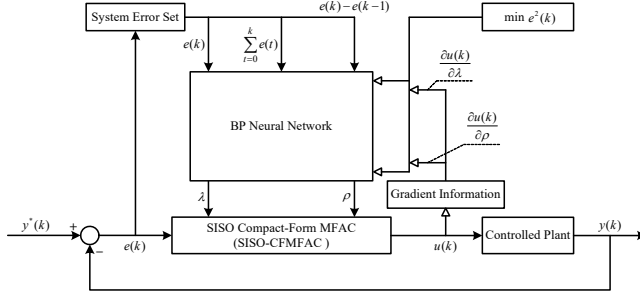 System Error Set
e(k)
∑_{t=0}^{k} e(t)
e(k)−e(k−1)
min e²(k)
∂u(k)/∂λ
BP Neural Network
∂u(k)/∂ρ
λ
ρ
Gradient Information
y*(k)
+
−
e(k)
SISO Compact-Form MFAC
(SISO-CFMFAC )
u(k)
Controlled Plant
y(k)